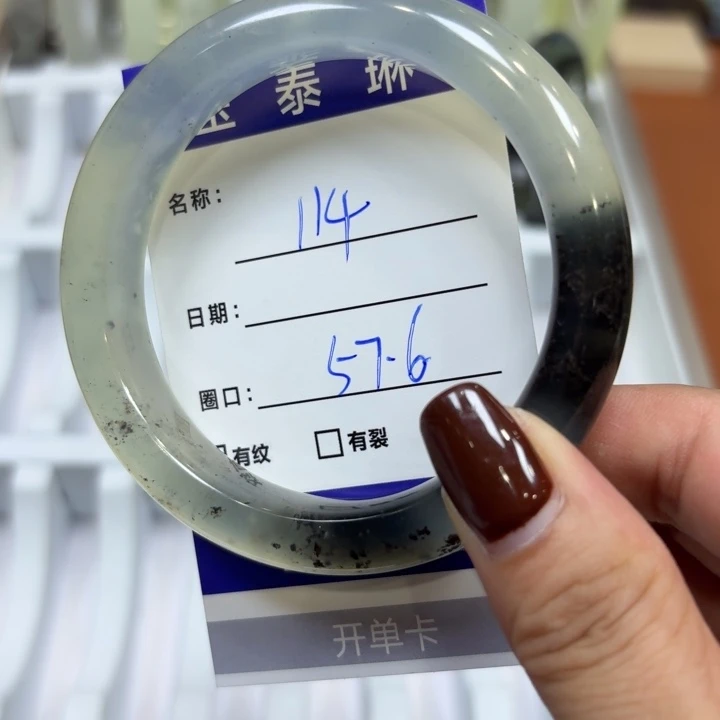 泰琳
名称: 114
日期:
圈口: 57.6
有纹 □有裂
开单卡